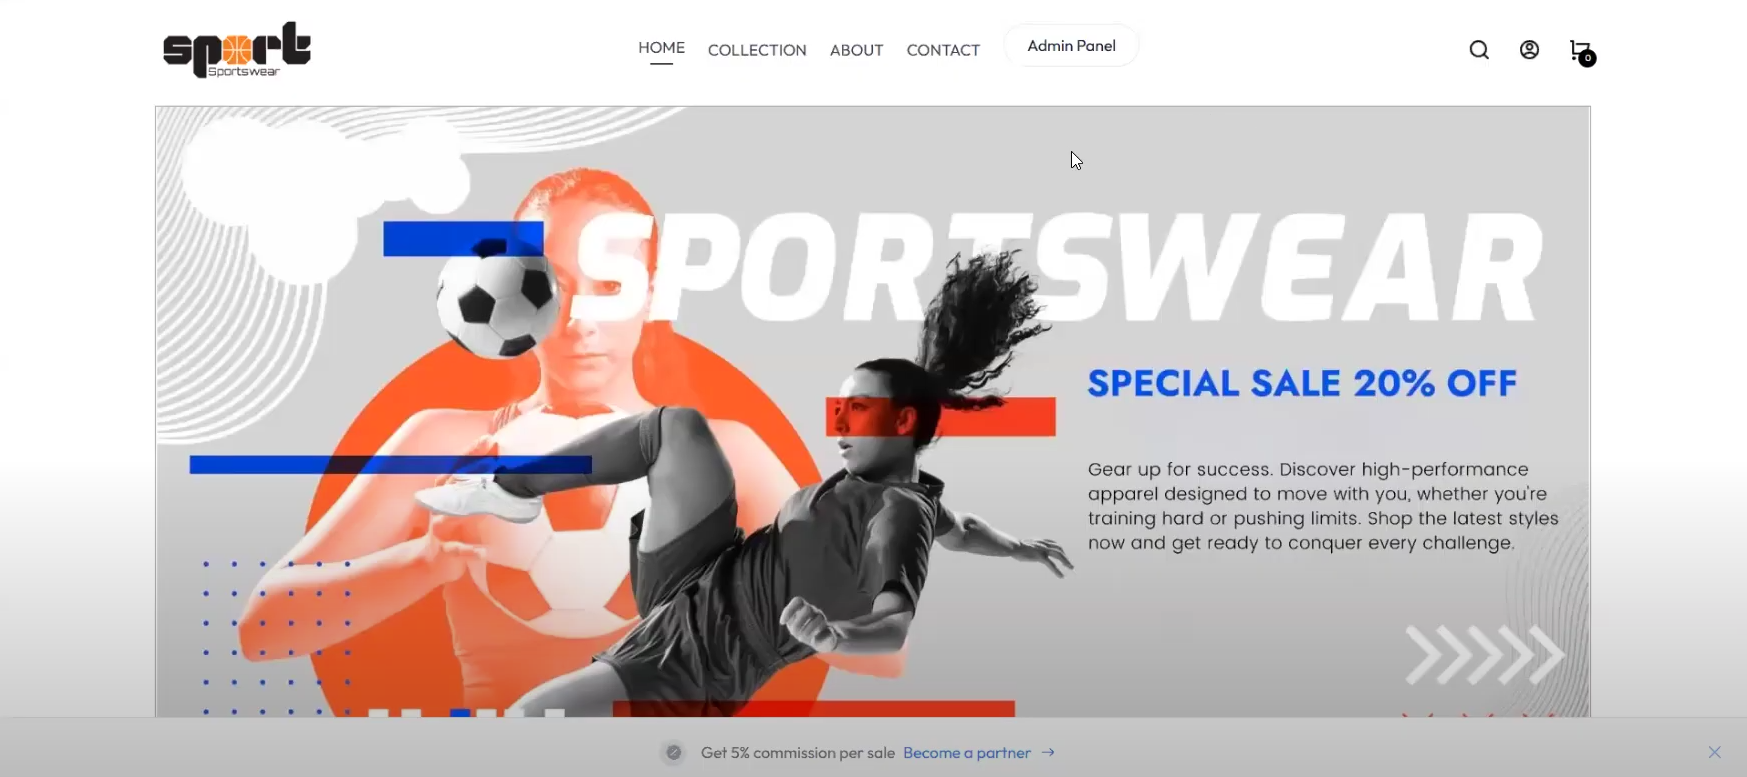 sport
Sportswear
HOME COLLECTION ABOUT CONTACT Admin Panel
0
SPORTSWEAR
SPECIAL SALE 20% OFF
Gear up for success. Discover high-performance
apparel designed to move with you, whether you're
training hard or pushing limits. Shop the latest styles
now and get ready to conquer every challenge.
Get 5% commission per sale Become a partner →